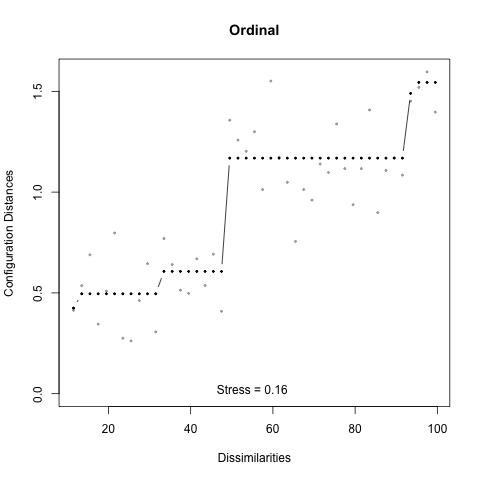 Ordinal
Configuration Distances
1.5
1.0
0.5
0.0
Stress = 0.16
20 40 60 80 100
Dissimilarities